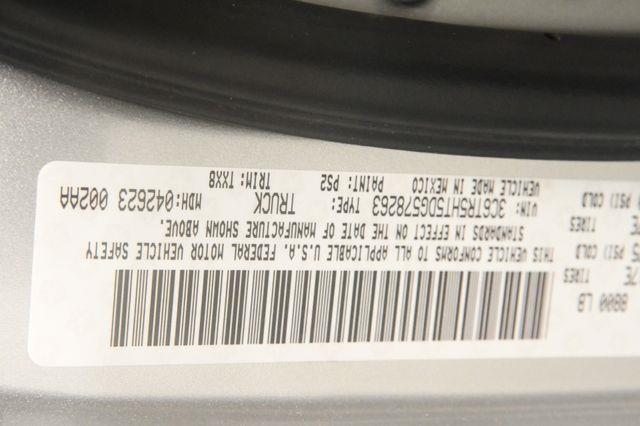 8800 LB
TIRES
PSI) COLD
TIRES
PSI) COLD
THIS VEHICLE CONFORMS TO ALL APPLICABLE U.S.A. FEDERAL MOTOR VEHICLE SAFETY
STANDARDS IN EFFECT ON THE DATE OF MANUFACTURE SHOWN ABOVE.
VIN: 3C6TR5HT5DG578263 TYPE: TRUCK MDH:042623 002AA
VEHICLE MADE IN MEXICO PAINT: PS2 TRIM: TXX8